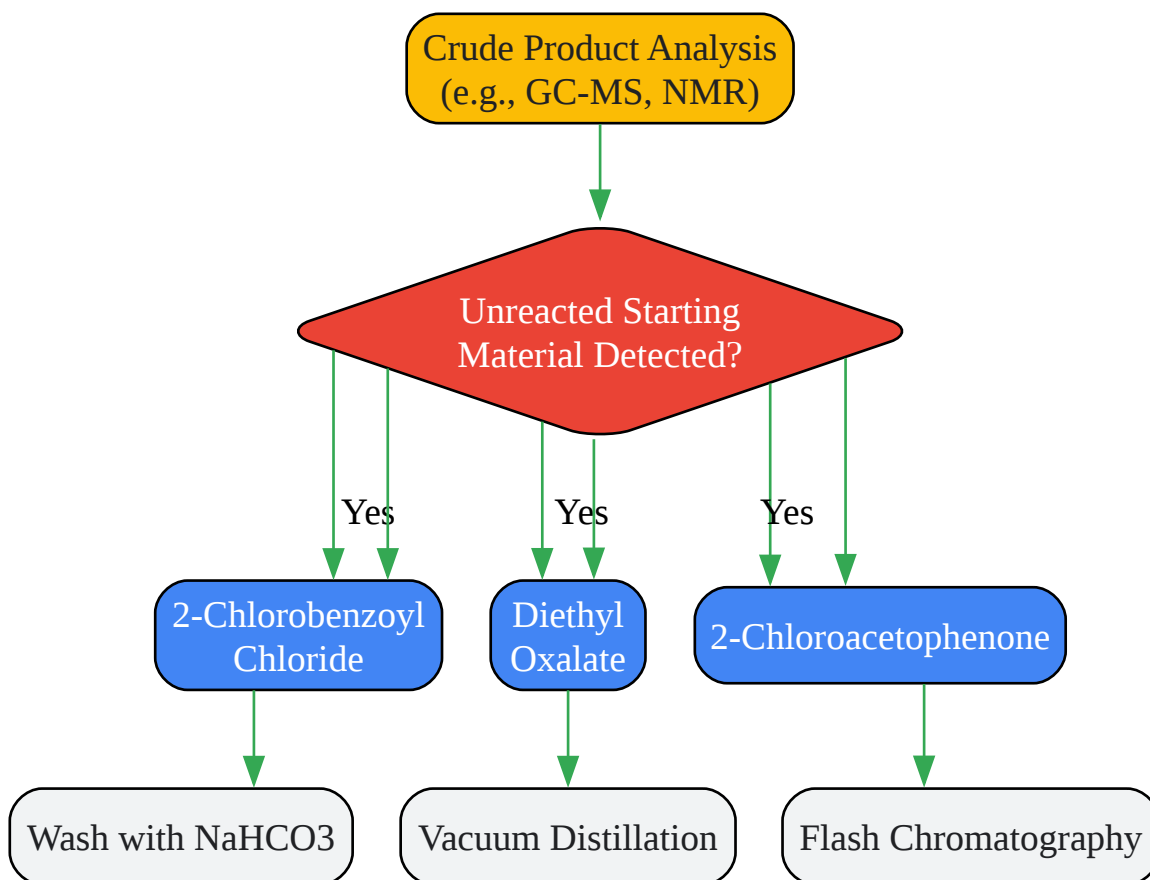 Crude Product Analysis
(e.g., GC-MS, NMR)
Unreacted Starting
Material Detected?
Yes
Yes
Yes
2-Chlorobenzoyl
Chloride
Diethyl
Oxalate
2-Chloroacetophenone
Wash with NaHCO3
Vacuum Distillation
Flash Chromatography